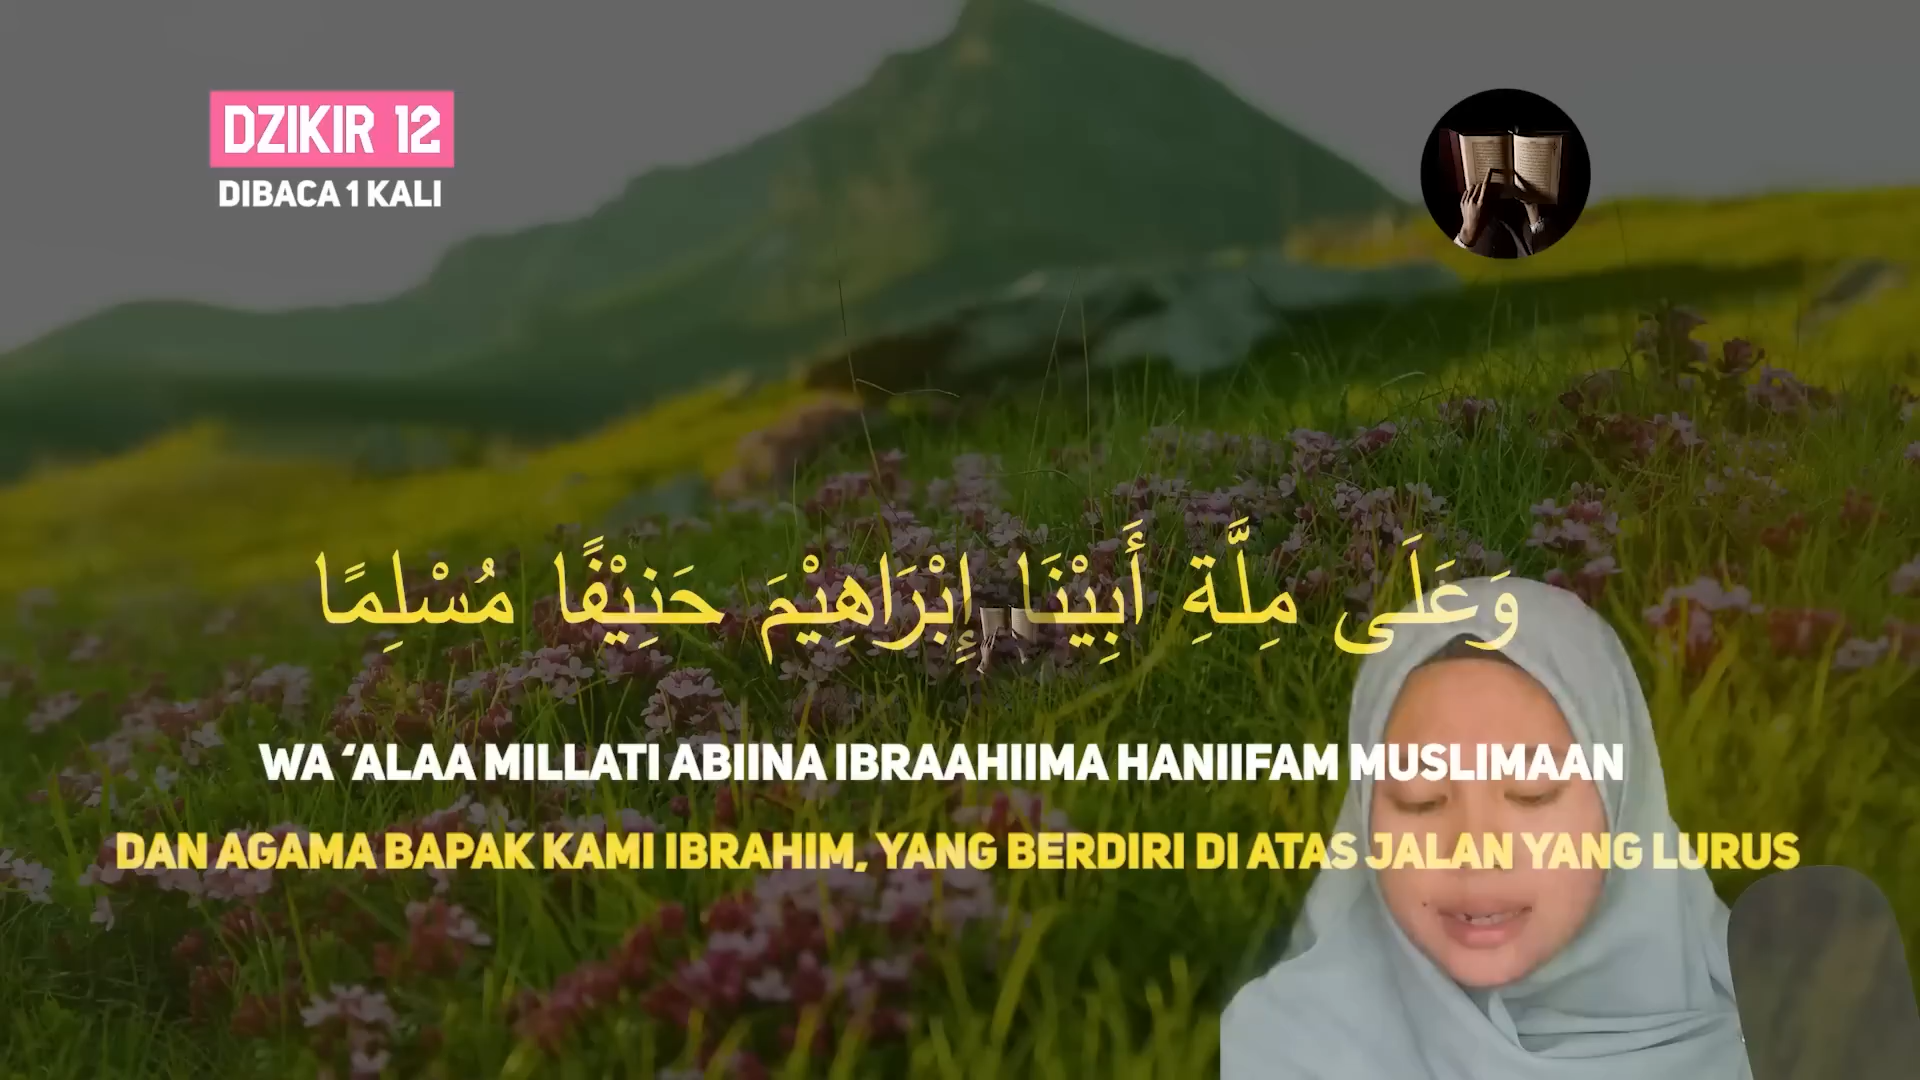 DZIKIR 12
DIBACA 1 KALI
وَعَلَى مِلَّةِ أَبِيْنَا إِبْرَاهِيْمَ حَنِيْفًا مُسْلِمًا
WA ‘ALAA MILLATI ABIINA IBRAAHIIMA HANIIFAM MUSLIMAAN
DAN AGAMA BAPAK KAMI IBRAHIM, YANG BERDIRI DI ATAS JALAN YANG LURUS